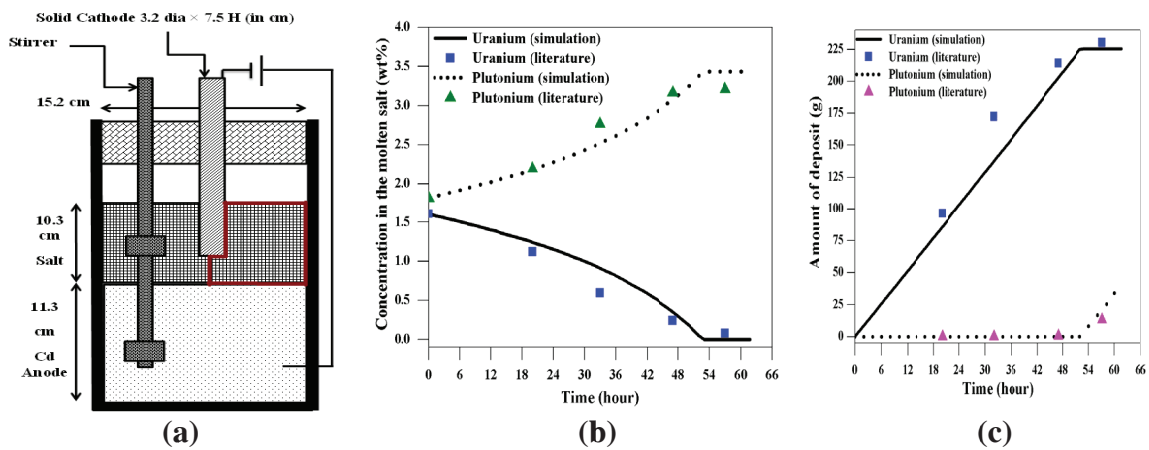 Solid Cathode 3.2 dia × 7.5 H (in cm)
Stirrer
15.2 cm
10.3
cm
Salt
11.3
cm
Cd
Anode
(a)
Concentration in the molten salt (wt%)
4.0
3.5
3.0
2.5
2.0
1.5
1.0
0.5
0.0
Uranium (simulation)
Uranium (literature)
Plutonium (simulation)
Plutonium (literature)
0 6 12 18 24 30 36 42 48 54 60 66
Time (hour)
(b)
Amount of deposit (g)
225
200
175
150
125
100
75
50
25
0
Uranium (simulation)
Uranium (literature)
Plutonium (simulation)
Plutonium (literature)
0 6 12 18 24 30 36 42 48 54 60 66
Time (hour)
(c)